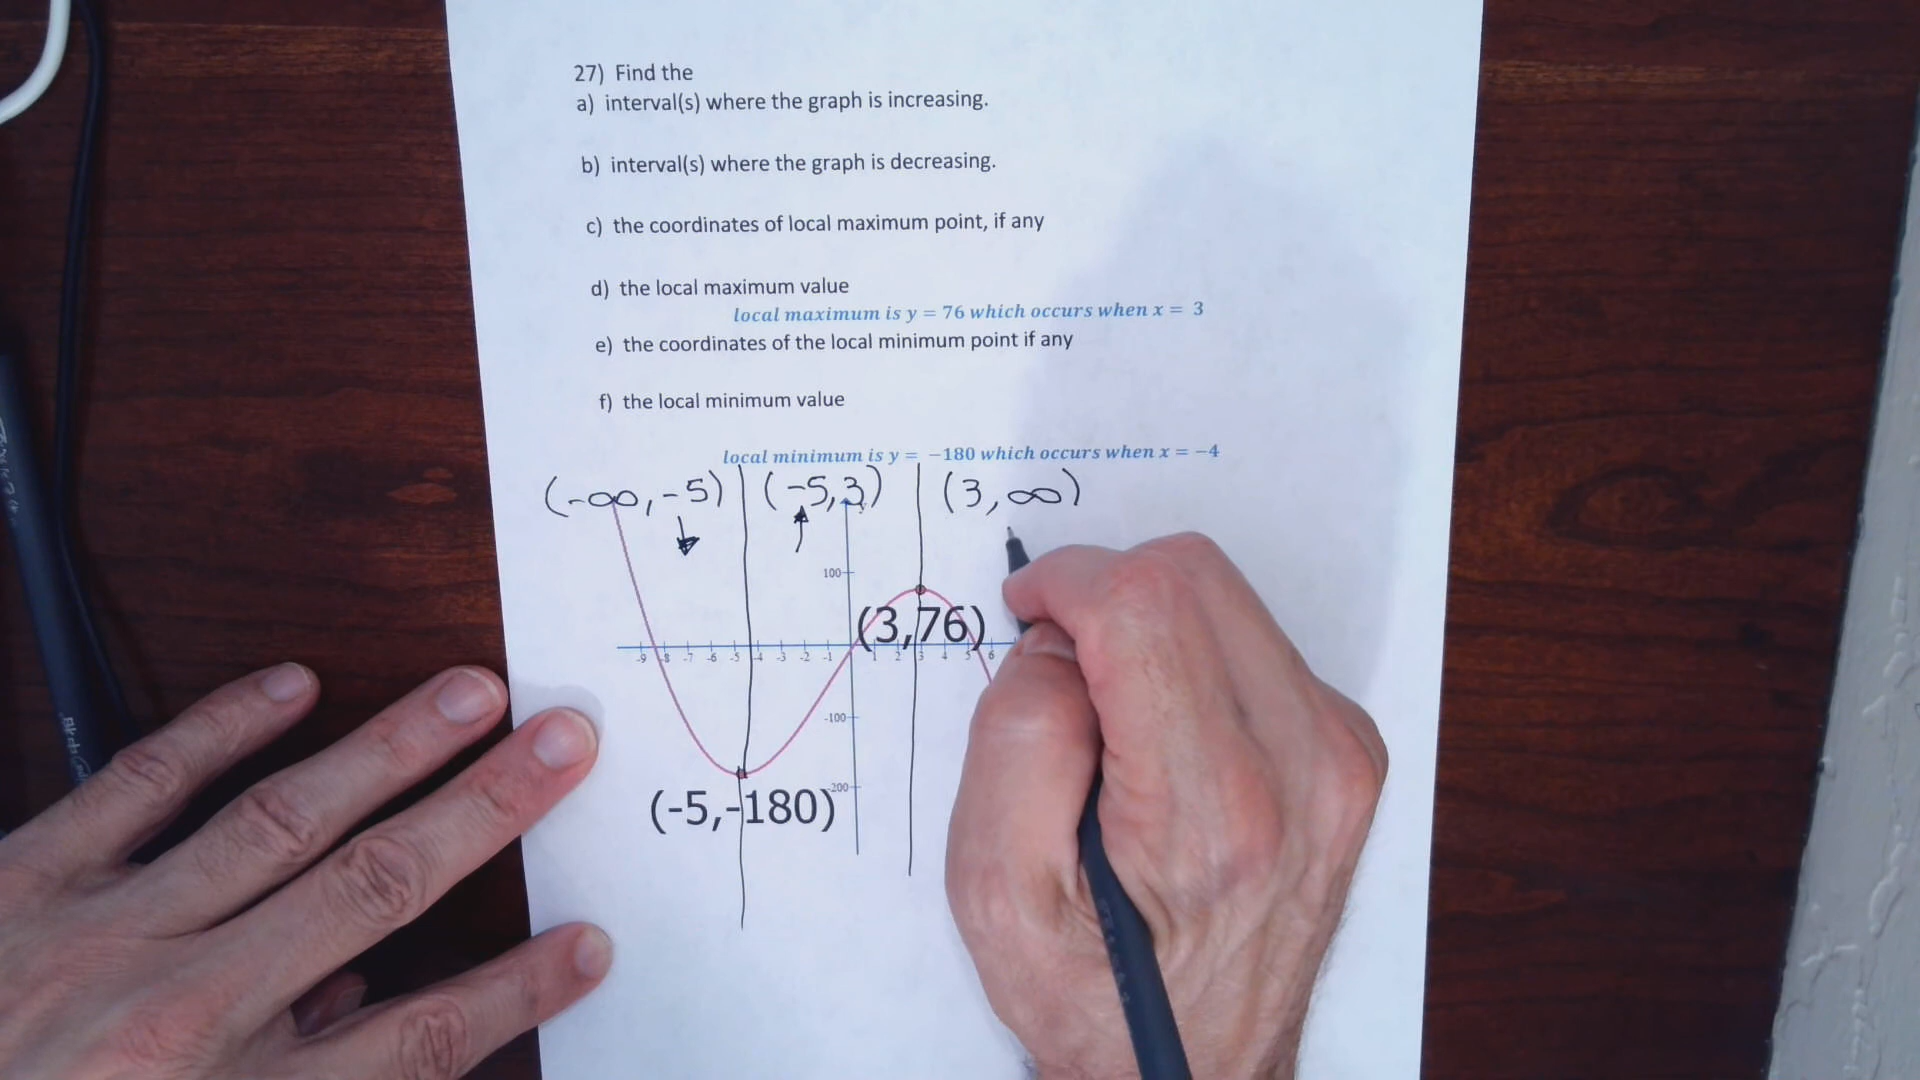 27) Find the
a) interval(s) where the graph is increasing.
b) interval(s) where the graph is decreasing.
c) the coordinates of local maximum point, if any
d) the local maximum value
local maximum is y = 76 which occurs when x = 3
e) the coordinates of the local minimum point if any
f) the local minimum value
local minimum is y = −180 which occurs when x = −4
(-∞,-5) (-5,3) (3,∞)
100
(3,76)
-9 -8 -7 -6 -5 -4 -3 -2 -1 1 2 3 4 5 6
-100
-200
(-5,-180)